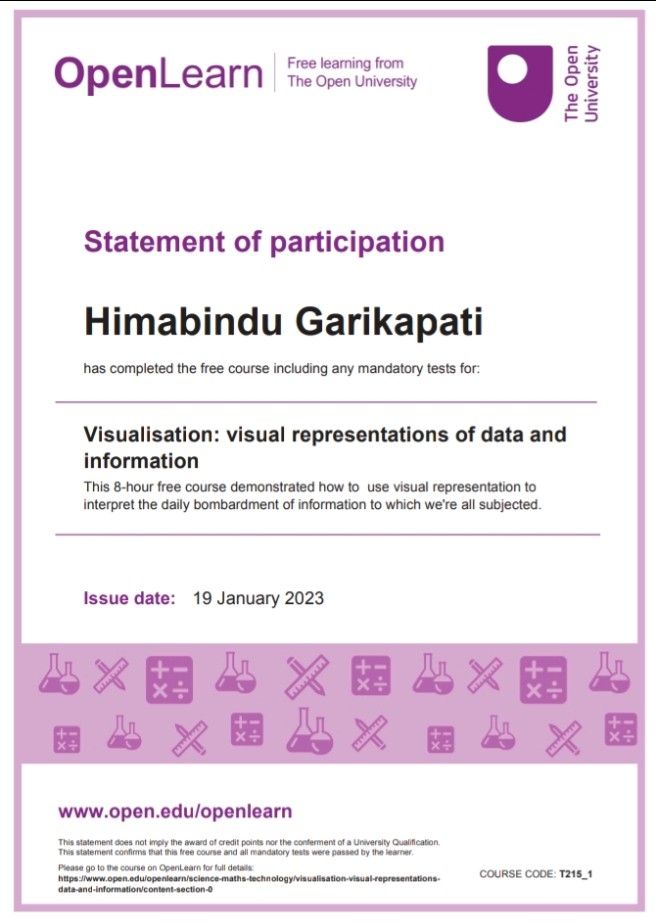 OpenLearn
Free learning from
The Open University
The Open
University
Statement of participation
Himabindu Garikapati
has completed the free course including any mandatory tests for:
Visualisation: visual representations of data and
information
This 8-hour free course demonstrated how to  use visual representation to
interpret the daily bombardment of information to which we're all subjected.
Issue date: 19 January 2023
www.open.edu/openlearn
This statement does not imply the award of credit points nor the conferment of a University Qualification.
This statement confirms that this free course and all mandatory tests were passed by the learner.
Please go to the course on OpenLearn for full details:
https://www.open.edu/openlearn/science-maths-technology/visualisation-visual-representations-
data-and-information/content-section-0
COURSE CODE: T215_1